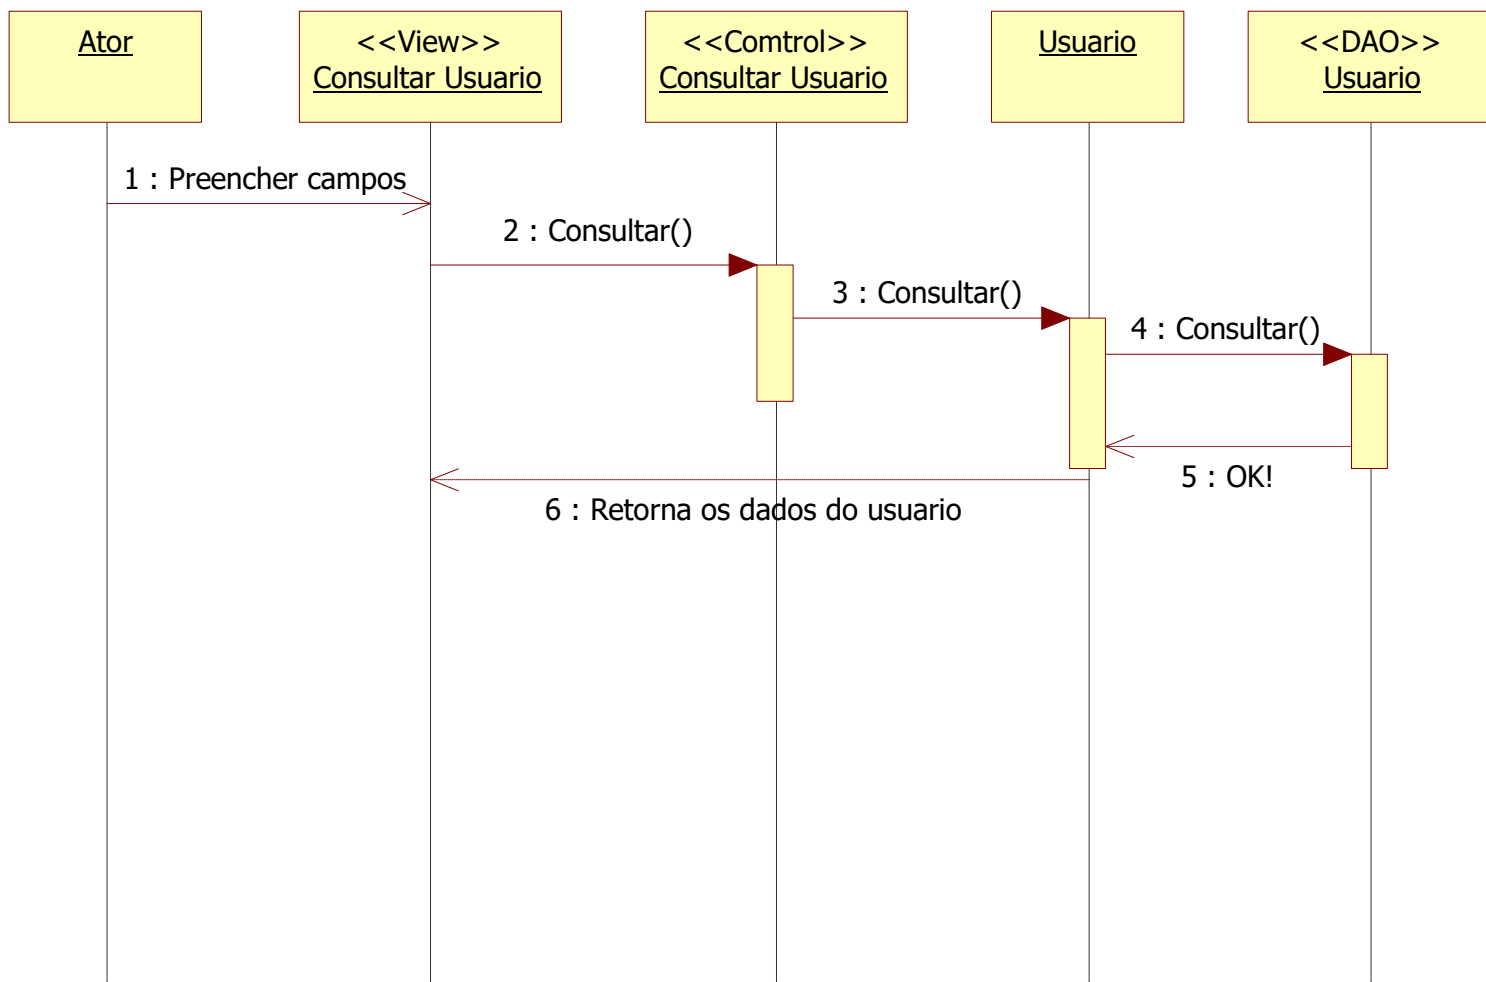 Ator
<<View>>
Consultar Usuario
<<Comtrol>>
Consultar Usuario
Usuario
<<DAO>>
Usuario
1 : Preencher campos
2 : Consultar()
3 : Consultar()
4 : Consultar()
5 : OK!
6 : Retorna os dados do usuario